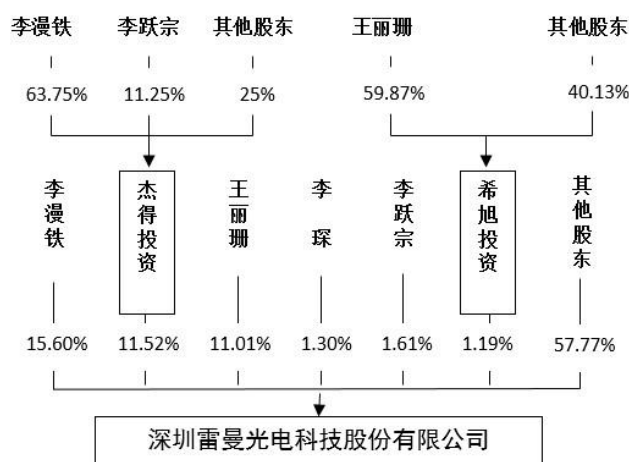 李漫铁 李跃宗 其他股东 王丽珊 其他股东
63.75% 11.25% 25% 59.87% 40.13%
李漫铁 杰得投资 王丽珊 李琛 李跃宗 希旭投资 其他股东
15.60% 11.52% 11.01% 1.30% 1.61% 1.19% 57.77%
深圳雷曼光电科技股份有限公司